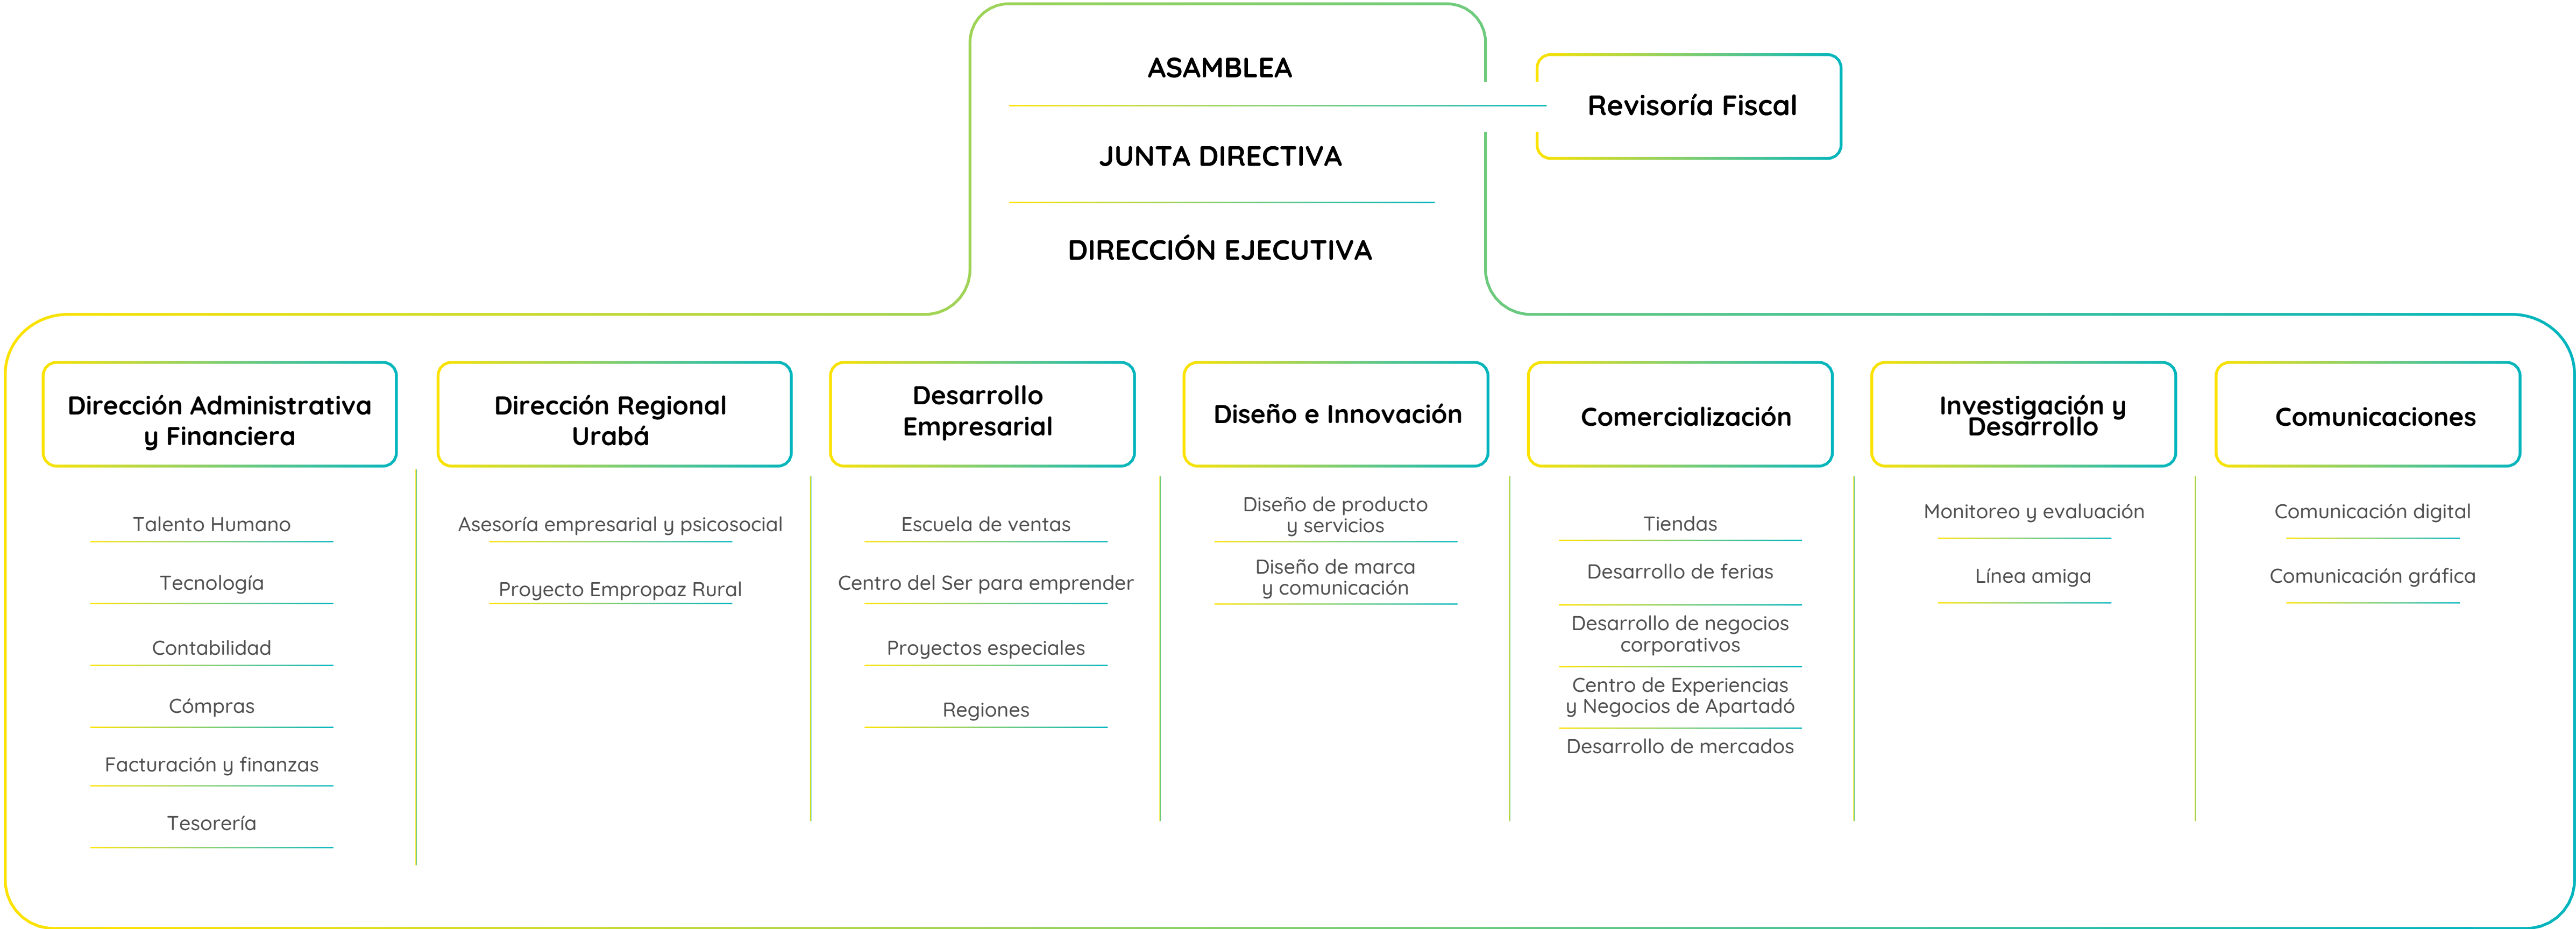 ASAMBLEA
Revisoría Fiscal
JUNTA DIRECTIVA
DIRECCIÓN EJECUTIVA
Dirección Administrativa
y Financiera
Talento Humano
Tecnología
Contabilidad
Cómpras
Facturación y finanzas
Tesorería
Dirección Regional
Urabá
Asesoría empresarial y psicosocial
Proyecto Empropaz Rural
Desarrollo
Empresarial
Escuela de ventas
Centro del Ser para emprender
Proyectos especiales
Regiones
Diseño e Innovación
Diseño de producto
y servicios
Diseño de marca
y comunicación
Comercialización
Tiendas
Desarrollo de ferias
Desarrollo de negocios
corporativos
Centro de Experiencias
y Negocios de Apartadó
Desarrollo de mercados
Investigación y
Desarrollo
Monitoreo y evaluación
Línea amiga
Comunicaciones
Comunicación digital
Comunicación gráfica